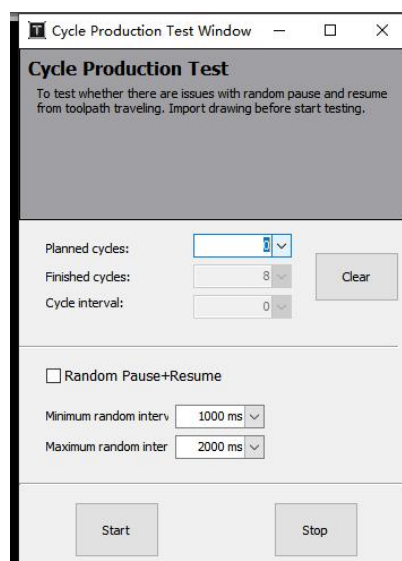 Cycle Production Test Window
Cycle Production Test
To test whether there are issues with random pause and resume
from toolpath traveling. Import drawing before start testing.
Planned cycles:
0
Finished cycles:
8
Clear
Cycle interval:
0
Random Pause+Resume
Minimum random interv
1000 ms
Maximum random inter
2000 ms
Start
Stop